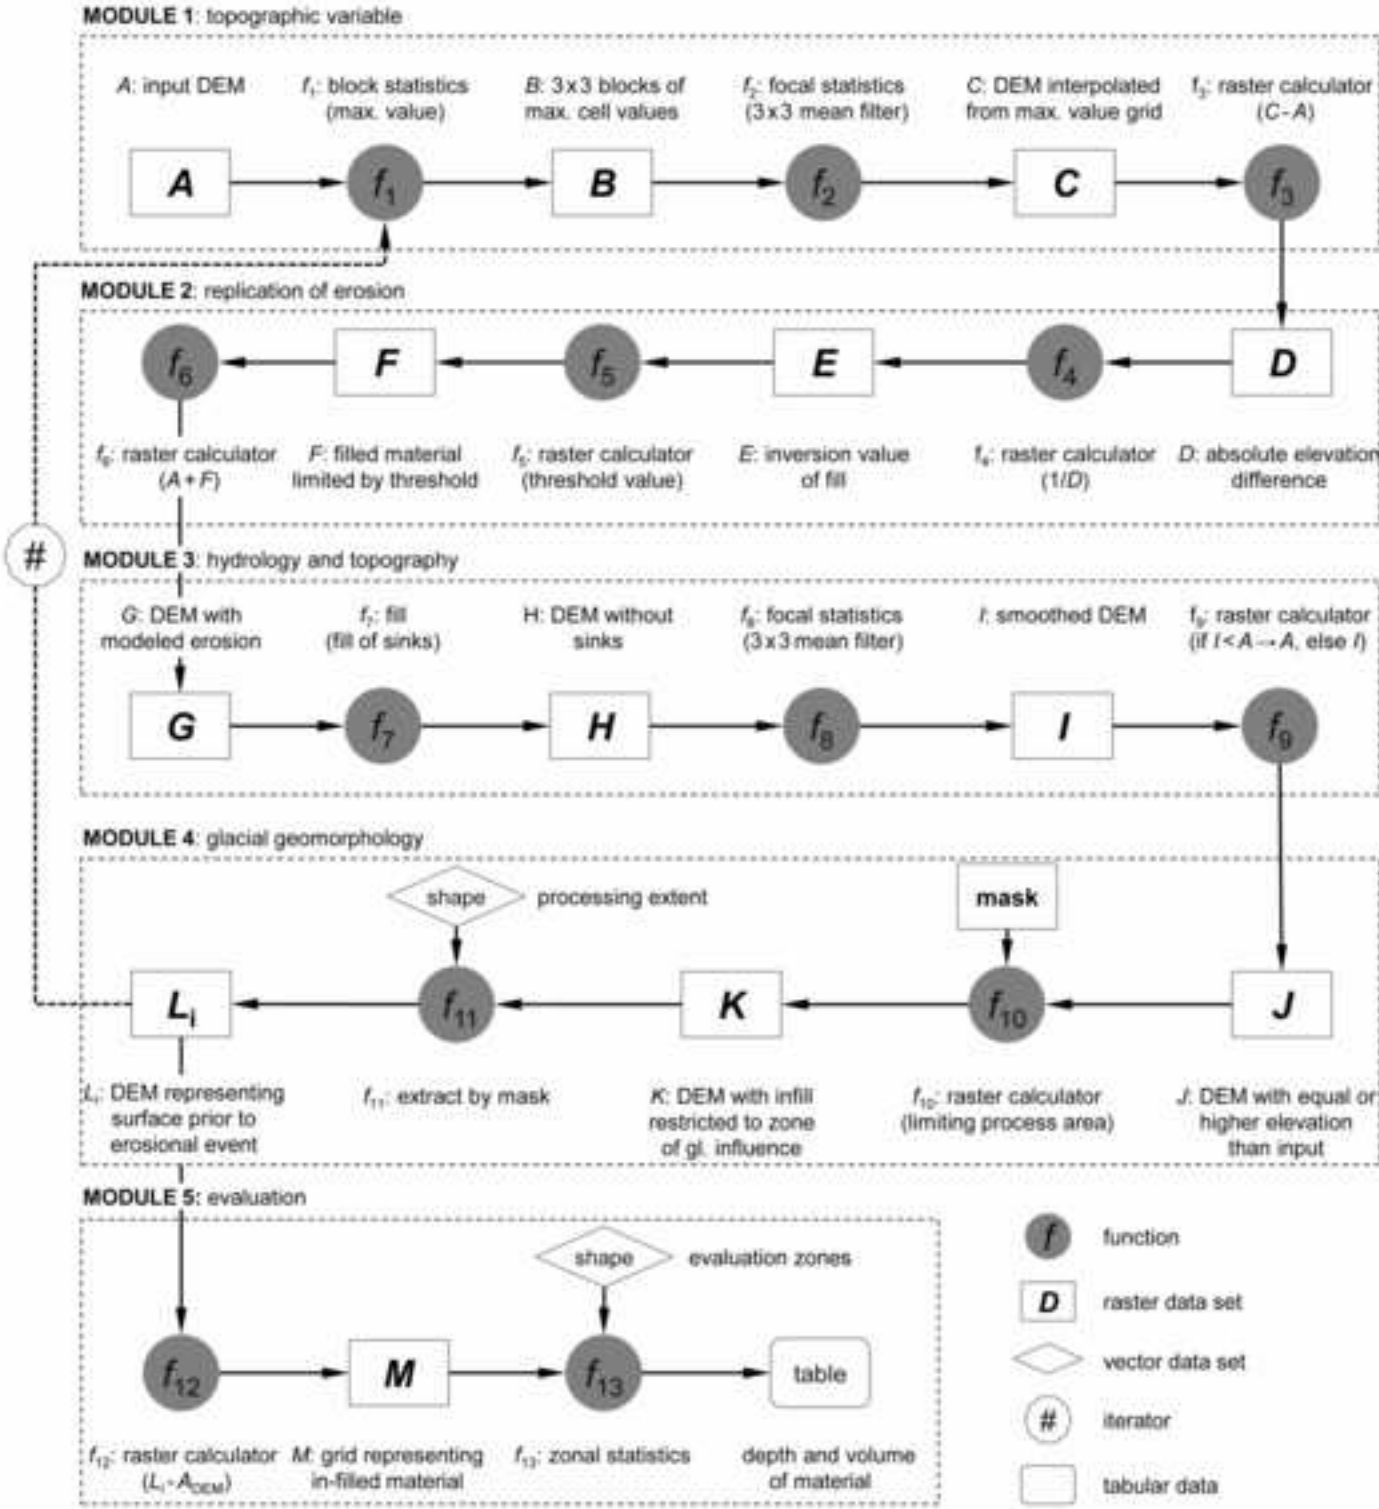 MODULE 1: topographic variable
A: input DEM
f1: block statistics
(max. value)
B: 3x3 blocks of
max. cell values
f2: focal statistics
(3x3 mean filter)
C: DEM interpolated
from max. value grid
f3: raster calculator
(C-A)
A
f1
B
f2
C
f3
MODULE 2: replication of erosion
f6
F
f5
E
f4
D
f6: raster calculator
(A+F)
F: filled material
limited by threshold
f5: raster calculator
(threshold value)
E: inversion value
of fill
f4: raster calculator
(1/D)
D: absolute elevation
difference
#
MODULE 3: hydrology and topography
G: DEM with
modeled erosion
f7: fill
(fill of sinks)
H: DEM without
sinks
f8: focal statistics
(3x3 mean filter)
I: smoothed DEM
f9: raster calculator
(if I<A→A, else I)
G
f7
H
f8
I
f9
MODULE 4: glacial geomorphology
shape
processing extent
mask
Li
f11
K
f10
J
Li: DEM representing
surface prior to
erosional event
f11: extract by mask
K: DEM with infill
restricted to zone
of gl. influence
f10: raster calculator
(limiting process area)
J: DEM with equal or
higher elevation
than input
MODULE 5: evaluation
shape
evaluation zones
f12
M
f13
table
f12: raster calculator
(Li-ADEM)
M: grid representing
in-filled material
f13: zonal statistics
depth and volume
of material
f
function
D
raster data set
vector data set
#
iterator
tabular data